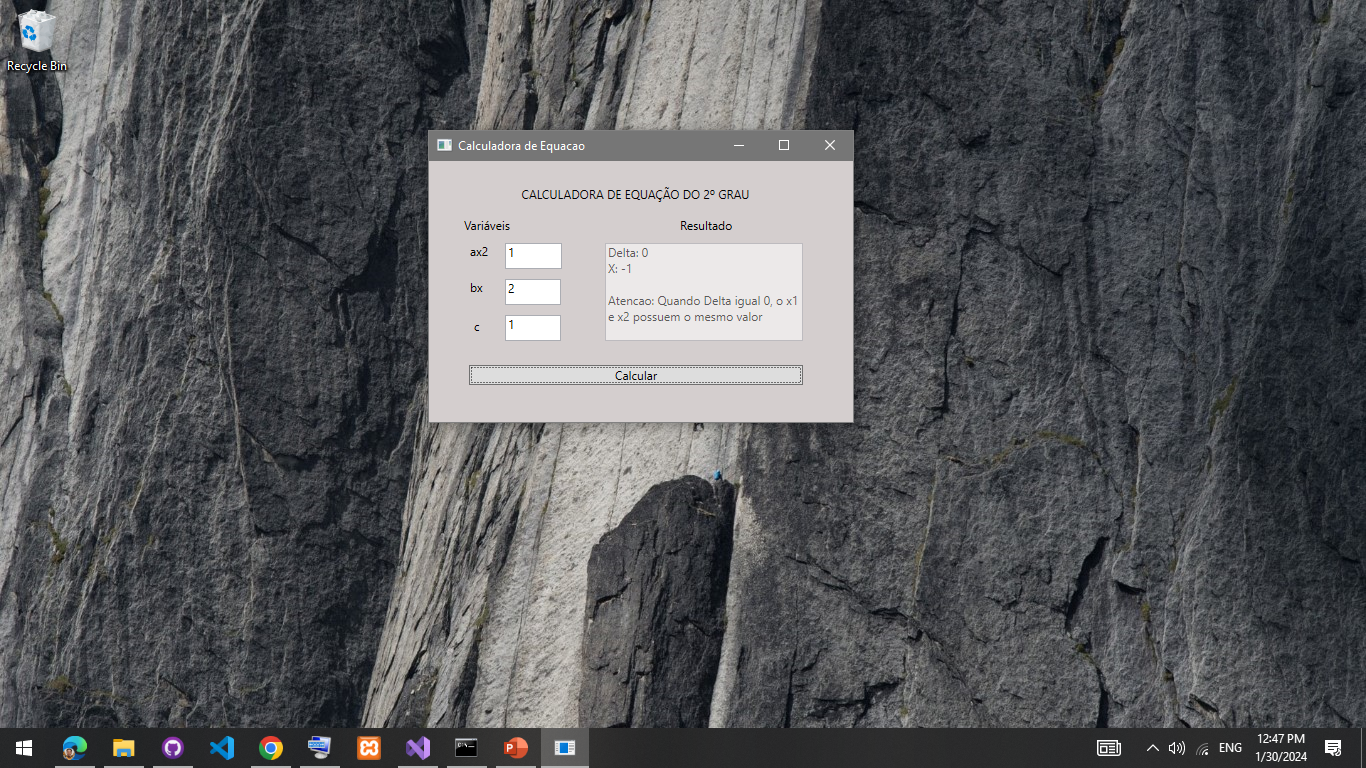 Recycle Bin
Calculadora de Equacao
CALCULADORA DE EQUAÇÃO DO 2º GRAU
Variáveis
Resultado
ax2
1
bx
2
c
1
Delta: 0
X: -1
Atencao: Quando Delta igual 0, o x1
e x2 possuem o mesmo valor
Calcular
ENG
12:47 PM
1/30/2024